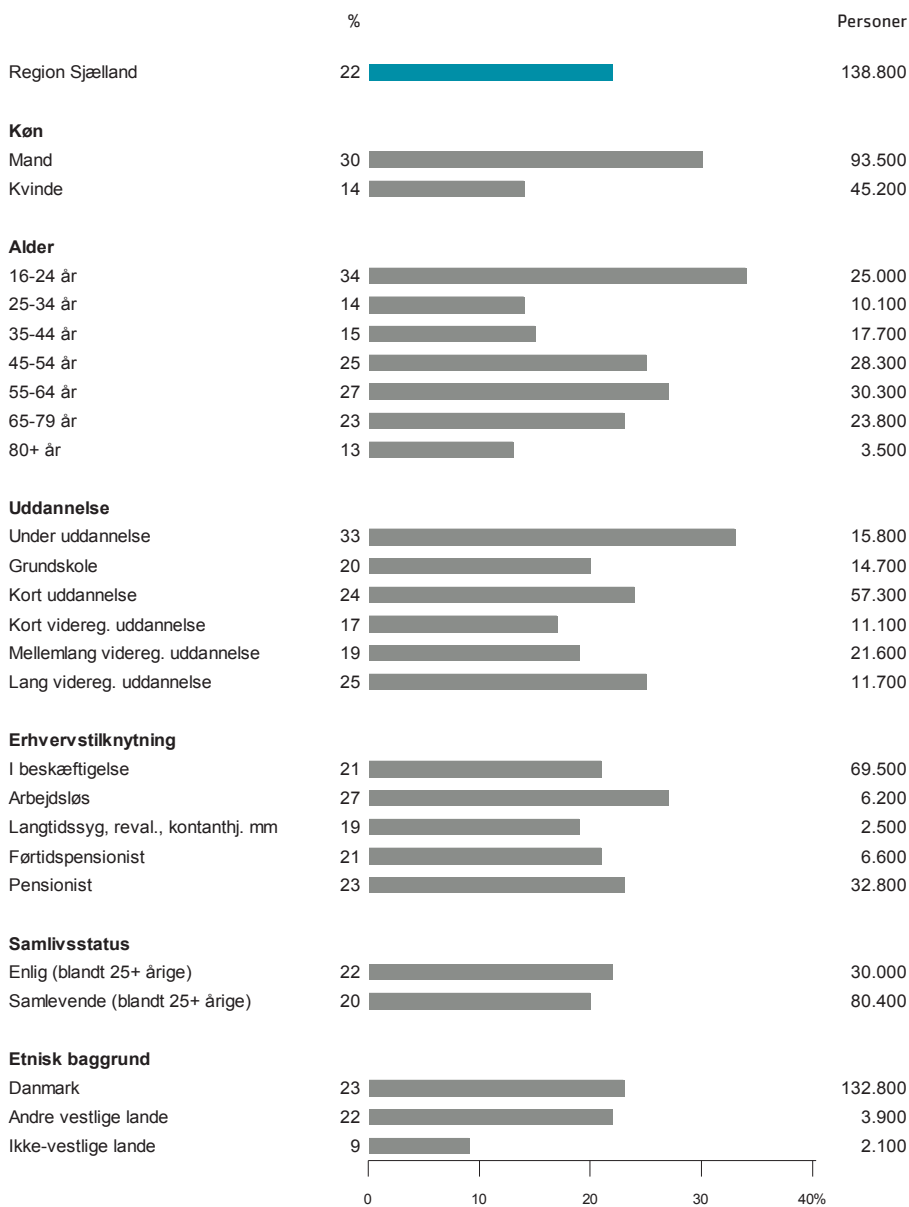 % Personer
Region Sjælland 22 138.800
Køn
Mand 30 93.500
Kvinde 14 45.200
Alder
16-24 år 34 25.000
25-34 år 14 10.100
35-44 år 15 17.700
45-54 år 25 28.300
55-64 år 27 30.300
65-79 år 23 23.800
80+ år 13 3.500
Uddannelse
Under uddannelse 33 15.800
Grundskole 20 14.700
Kort uddannelse 24 57.300
Kort videreg. uddannelse 17 11.100
Mellemlang videreg. uddannelse 19 21.600
Lang videreg. uddannelse 25 11.700
Erhvervstilknytning
I beskæftigelse 21 69.500
Arbejdsløs 27 6.200
Langtidssyg, reval., kontanthj. mm 19 2.500
Førtidspensionist 21 6.600
Pensionist 23 32.800
Samlivsstatus
Enlig (blandt 25+ årige) 22 30.000
Samlevende (blandt 25+ årige) 20 80.400
Etnisk baggrund
Danmark 23 132.800
Andre vestlige lande 22 3.900
Ikke-vestlige lande 9 2.100
0 10 20 30 40%